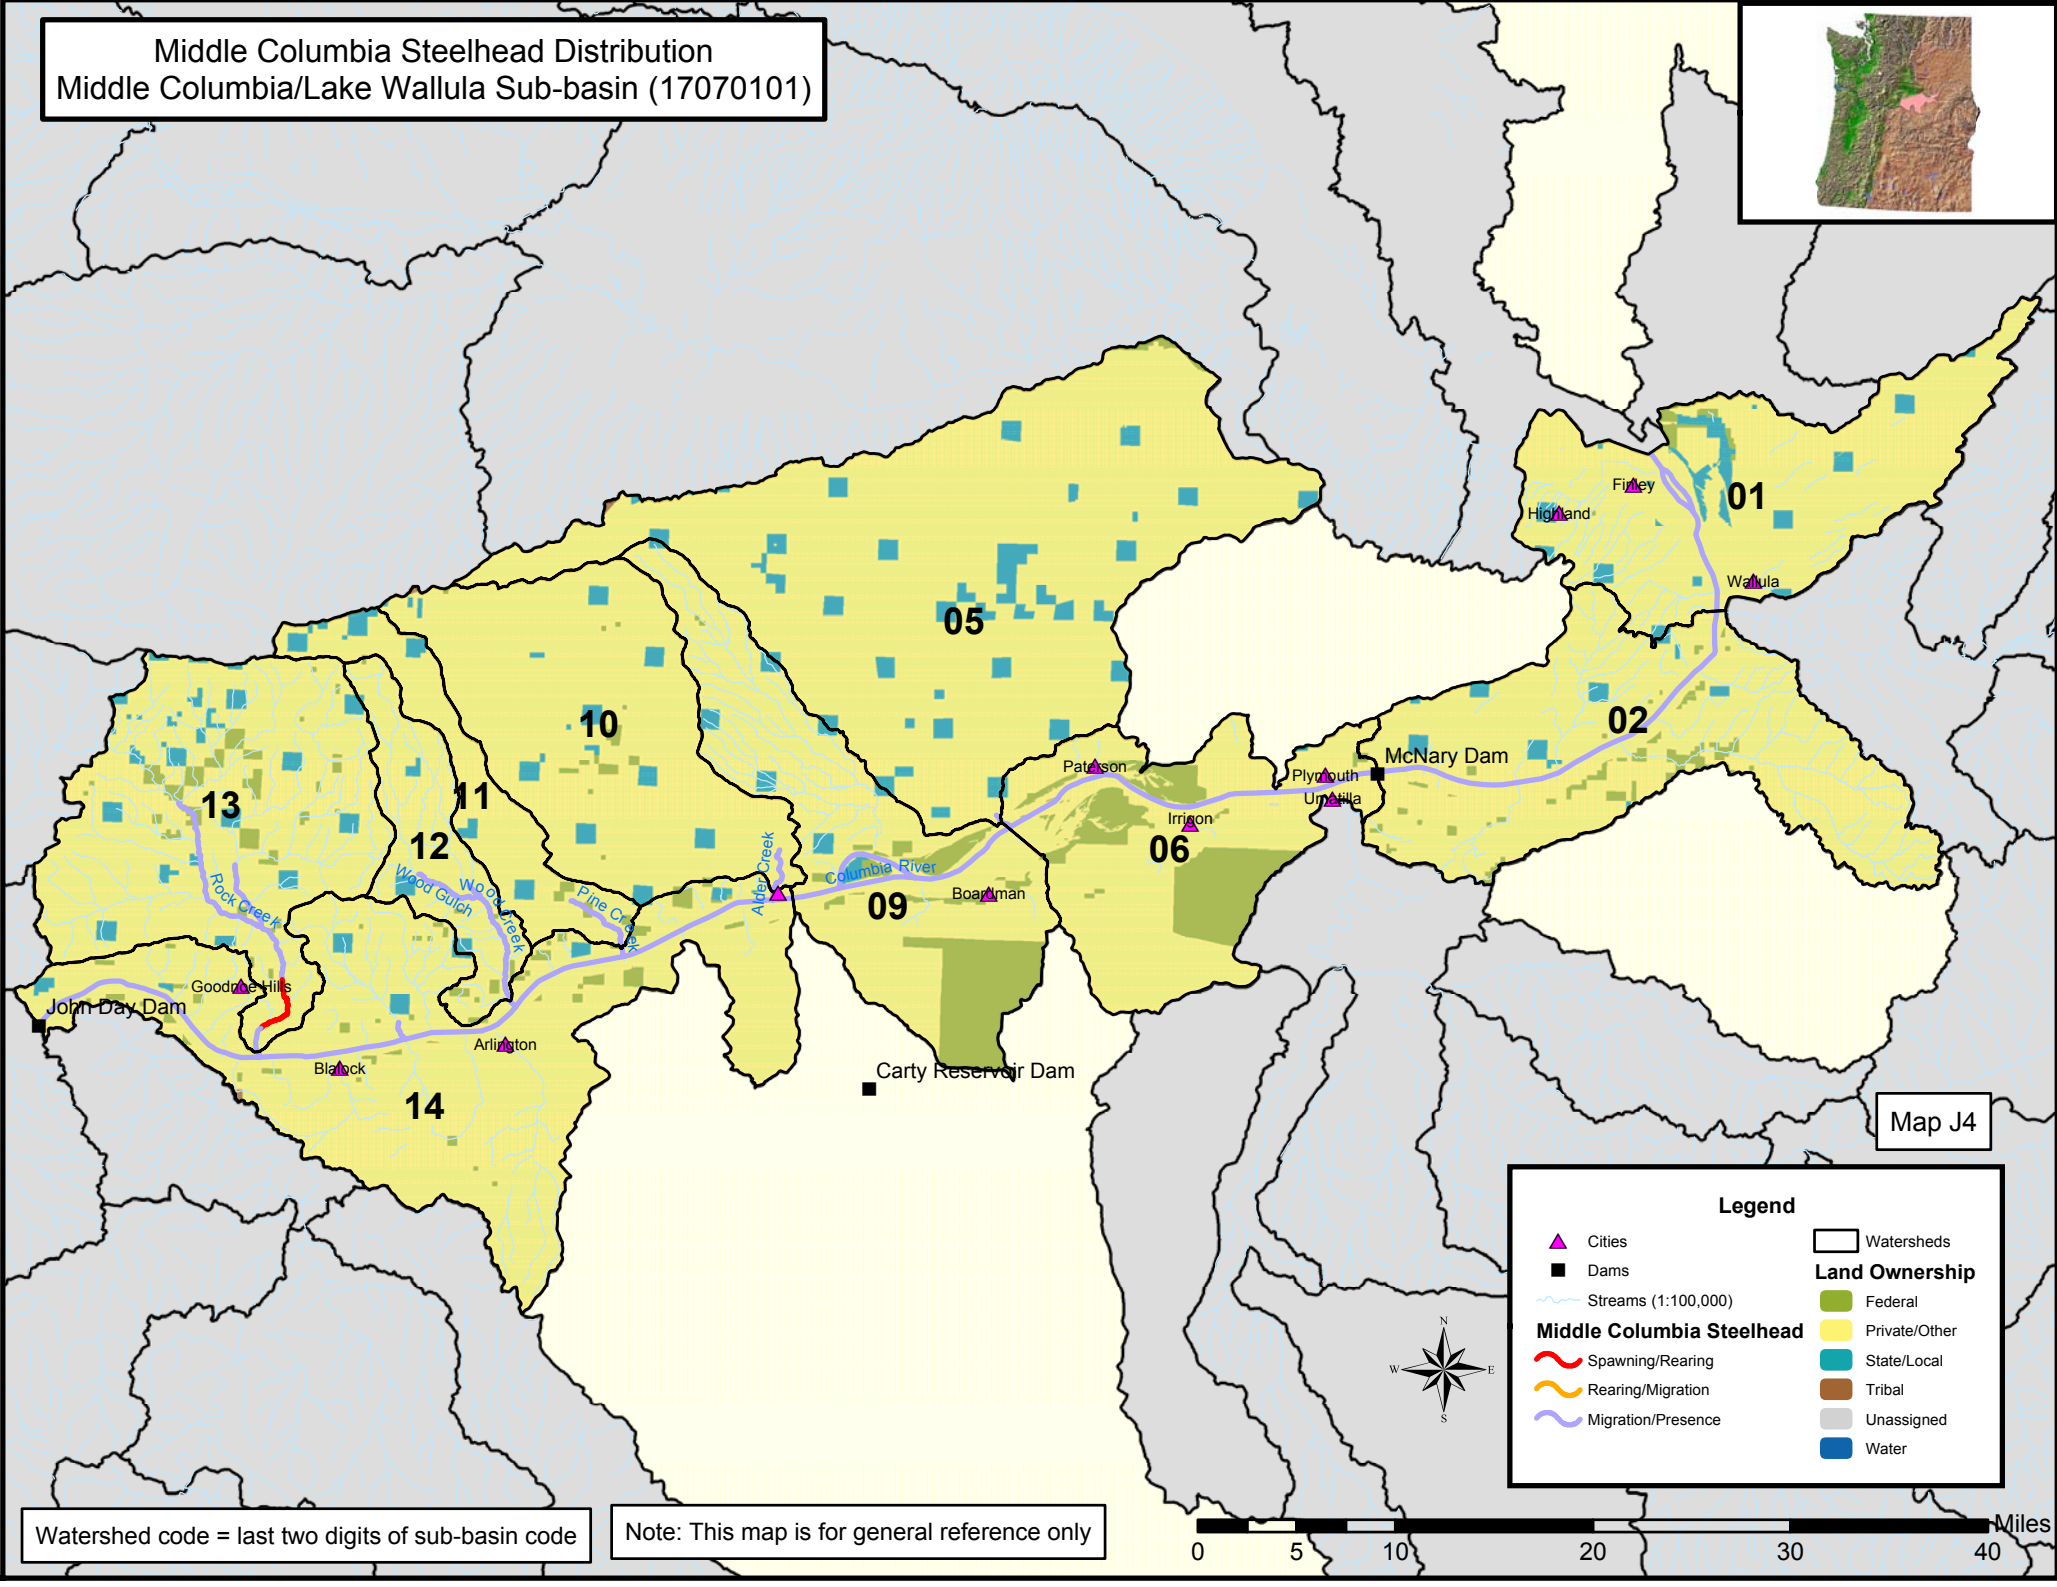 Middle Columbia Steelhead Distribution
Middle Columbia/Lake Wallula Sub-basin (17070101)
Finley
01
Highland
Wallula
05
02
10
McNary Dam
Paterson
Plymouth
Umatilla
13
11
Irrigon
12
06
Alder Creek
Columbia River
Rock Creek
Wood Gulch
Wood Creek
Pine Creek
09
Boardman
Goodnoe Hills
John Day Dam
Arlington
Blalock
Carty Reservoir Dam
14
Map J4
Legend
Cities
Dams
Streams (1:100,000)
Middle Columbia Steelhead
Spawning/Rearing
Rearing/Migration
Migration/Presence
Watersheds
Land Ownership
Federal
Private/Other
State/Local
Tribal
Unassigned
Water
N
W
E
S
Watershed code = last two digits of sub-basin code
Note: This map is for general reference only
Miles
0 5 10 20 30 40